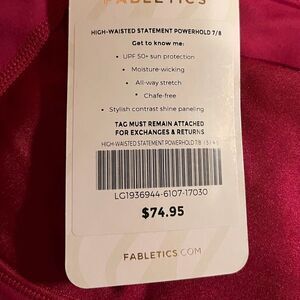 FABLETICS
HIGH-WAISTED STATEMENT POWERHOLD 7/8
Get to know me:
• UPF 50+ sun protection
• Moisture-wicking
• All-way stretch
• Chafe-free
• Stylish contrast shine paneling
TAG MUST REMAIN ATTACHED
FOR EXCHANGES & RETURNS
HIGH-WAISTED STATEMENT POWERHOLD 7/8
LG1936944-6107-17030
$74.95
FABLETICS.COM